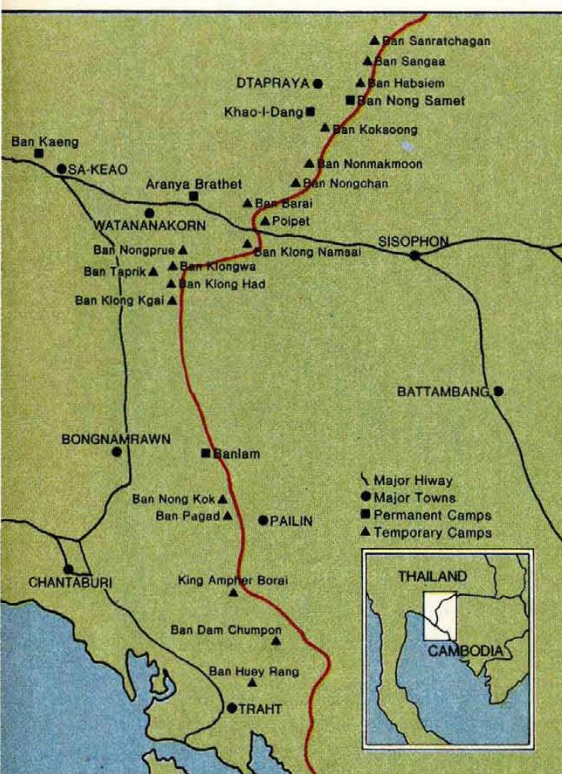 Ban Sanratchagan
Ban Sangaa
DTAPRAYA
Ban Habsiem
Ban Nong Samet
Khao-I-Dang
Ban Koksoong
Ban Kaeng
SA-KEAO
Ban Nonmakmoon
Aranya Brathet
Ban Nongchan
Ban Barai
WATANANAKORN
Poipet
SISOPHON
Ban Nongprue
Ban Klong Namsai
Ban Taprik
Ban Klongwa
Ban Klong Had
Ban Klong Kgai
BATTAMBANG
BONGNAMRAWN
Banlam
Major Hiway
Major Towns
Permanent Camps
Temporary Camps
Ban Nong Kok
Ban Pagad
PAILIN
CHANTABURI
King Ampher Borai
THAILAND
CAMBODIA
Ban Dam Chumpon
Ban Huey Rang
TRAHT